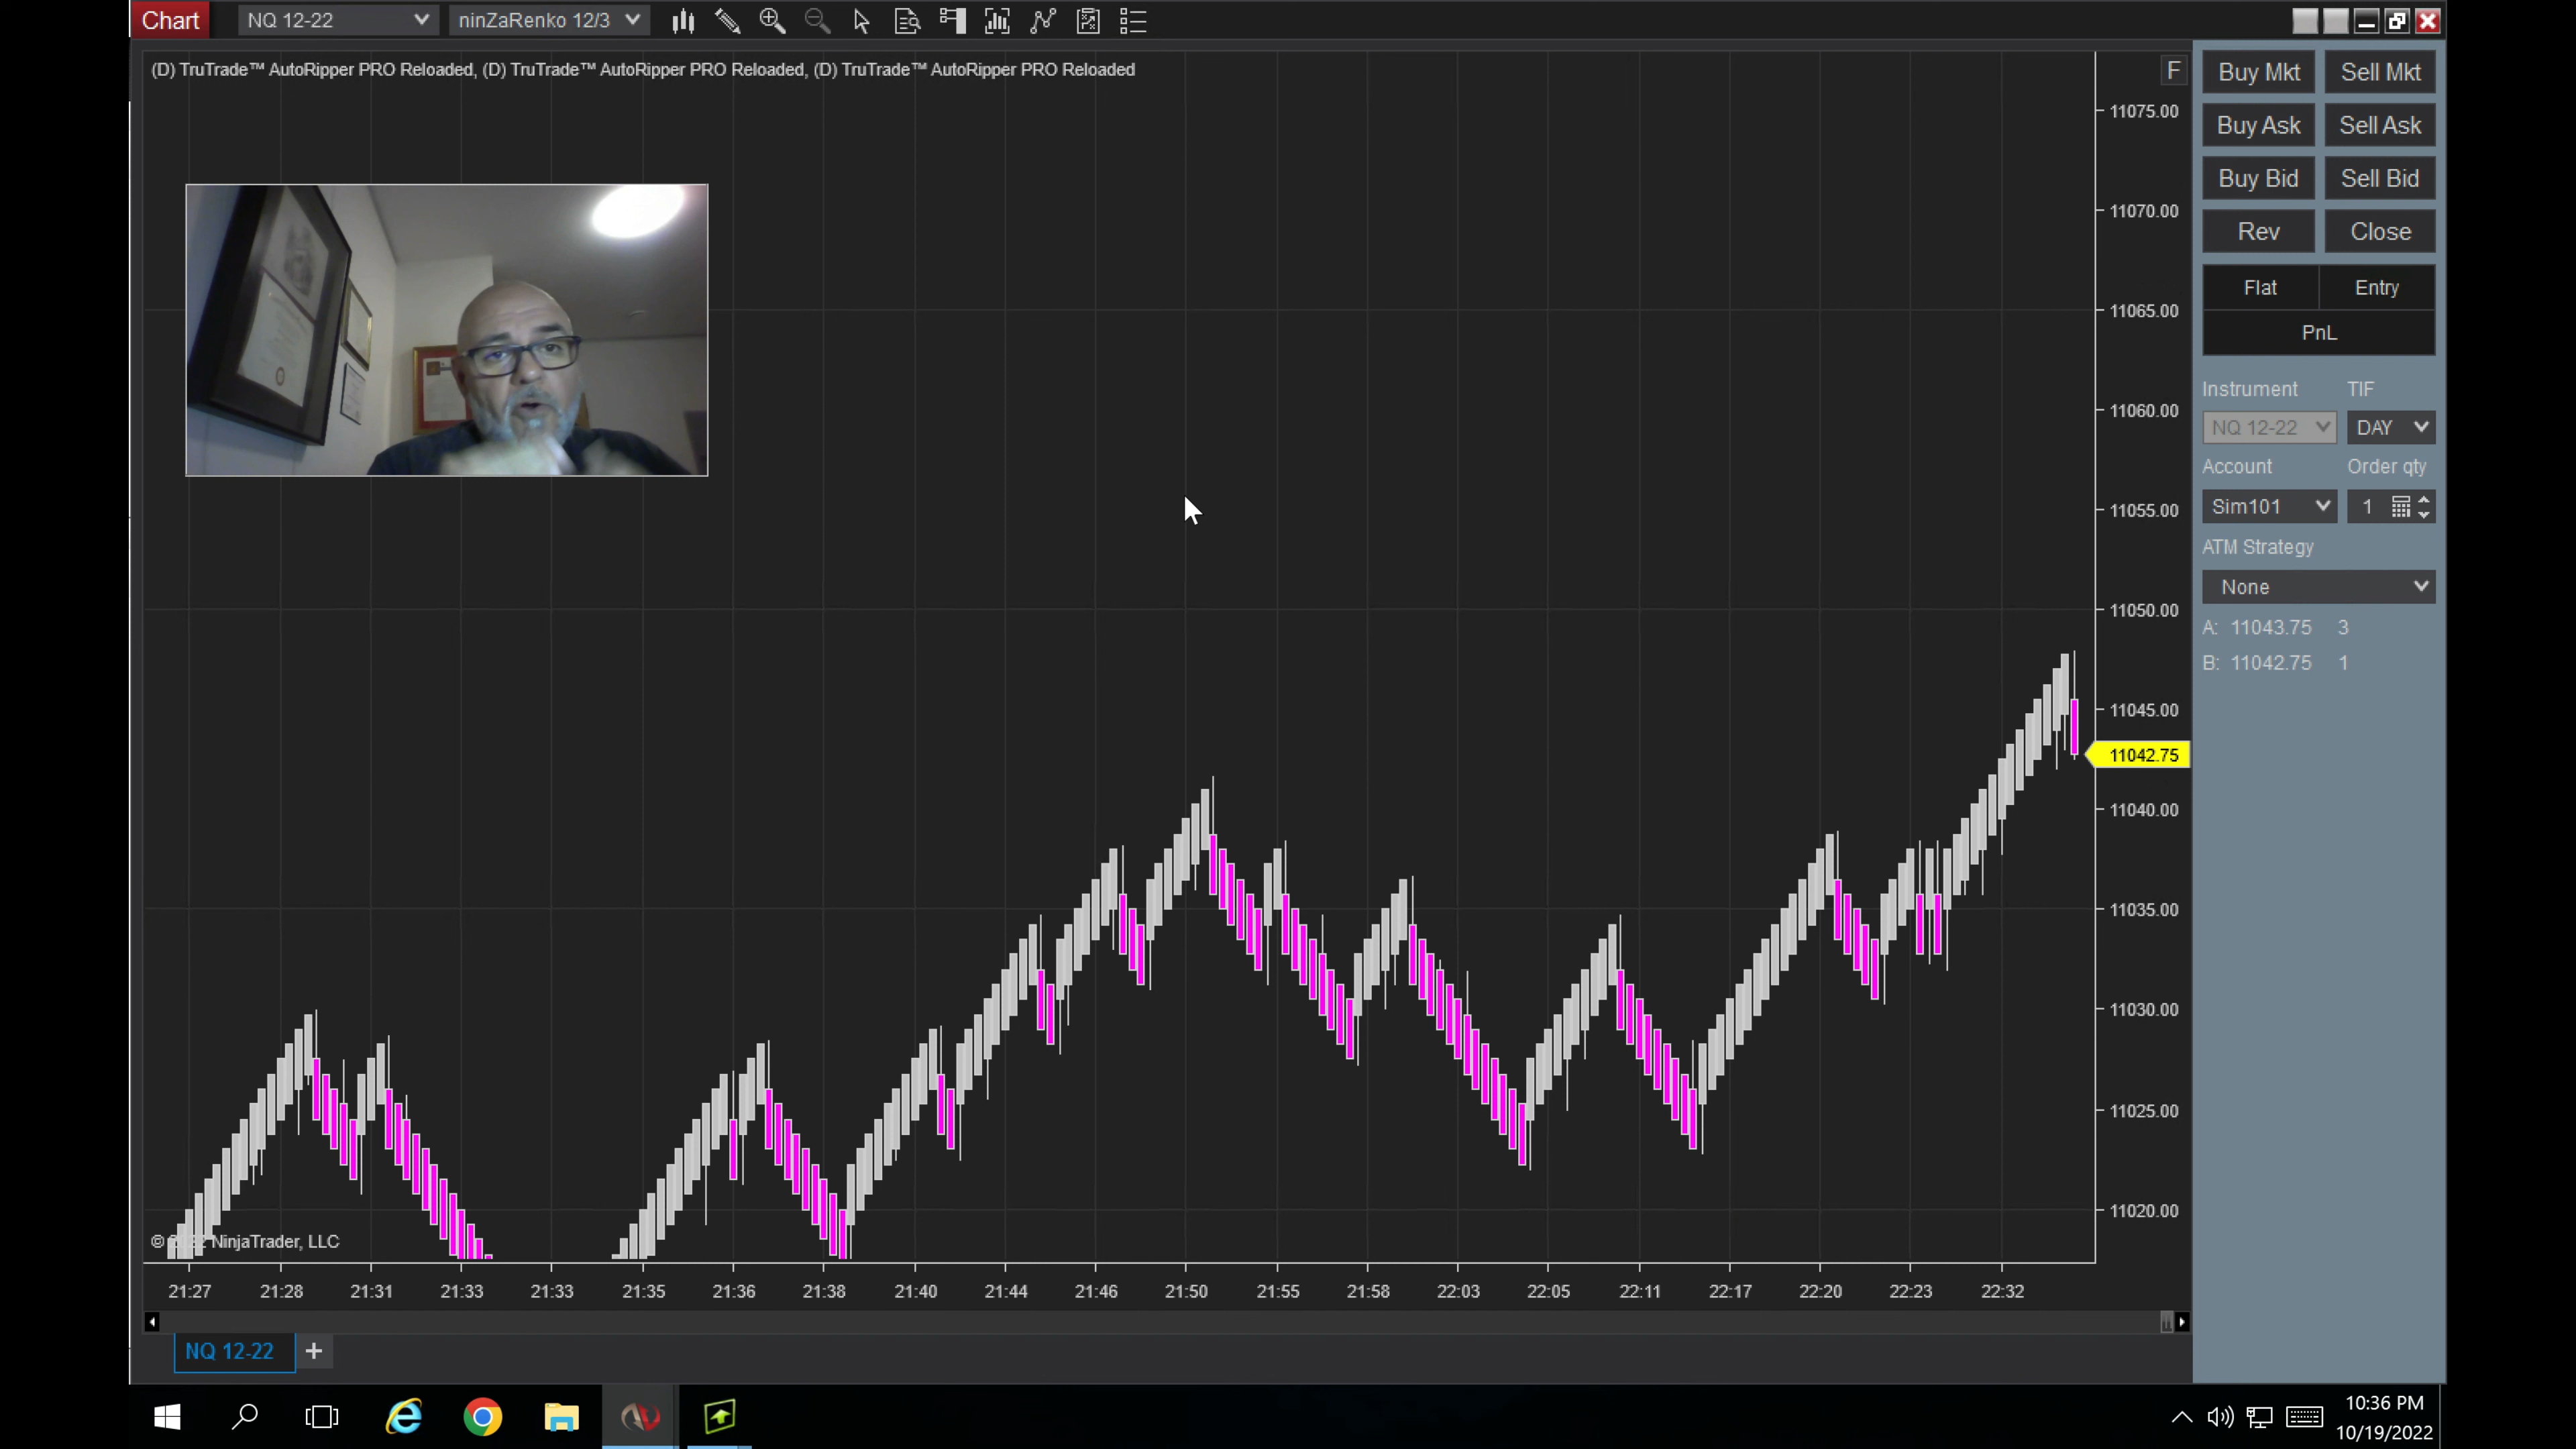 Chart NQ 12-22 ninZaRenko 12/3
(D) TruTrade™ AutoRipper PRO Reloaded, (D) TruTrade™ AutoRipper PRO Reloaded, (D) TruTrade™ AutoRipper PRO Reloaded
F
11075.00
11070.00
11065.00
11060.00
11055.00
11050.00
11045.00
11042.75
11040.00
11035.00
11030.00
11025.00
11020.00
Buy Mkt Sell Mkt
Buy Ask Sell Ask
Buy Bid Sell Bid
Rev Close
Flat Entry
PnL
Instrument TIF
NQ 12-22 DAY
Account Order qty
Sim101 1
ATM Strategy
None
A: 11043.75 3
B: 11042.75 1
© NinjaTrader, LLC
21:27 21:28 21:31 21:33 21:33 21:35 21:36 21:38 21:40 21:44 21:46 21:50 21:55 21:58 22:03 22:05 22:11 22:17 22:20 22:23 22:32
NQ 12-22 +
10:36 PM
10/19/2022